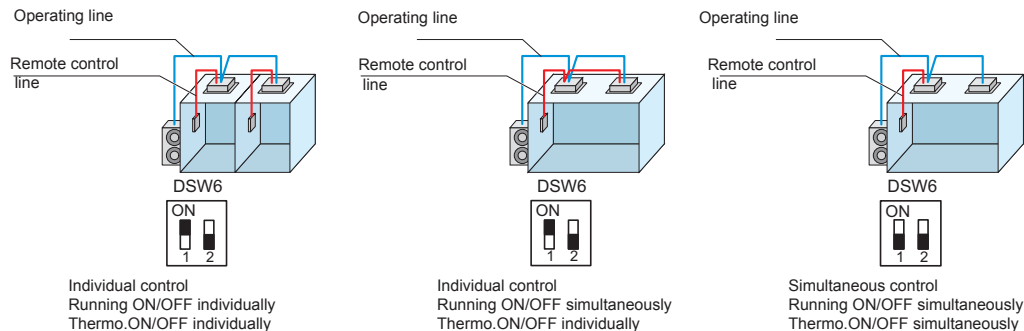 Operating line
Remote control
line
DSW6
ON
1 2
Individual control
Running ON/OFF individually
Thermo.ON/OFF individually
Operating line
Remote control
line
DSW6
ON
1 2
Individual control
Running ON/OFF simultaneously
Thermo.ON/OFF individually
Operating line
Remote control
line
DSW6
ON
1 2
Simultaneous control
Running ON/OFF simultaneously
Thermo.ON/OFF simultaneously